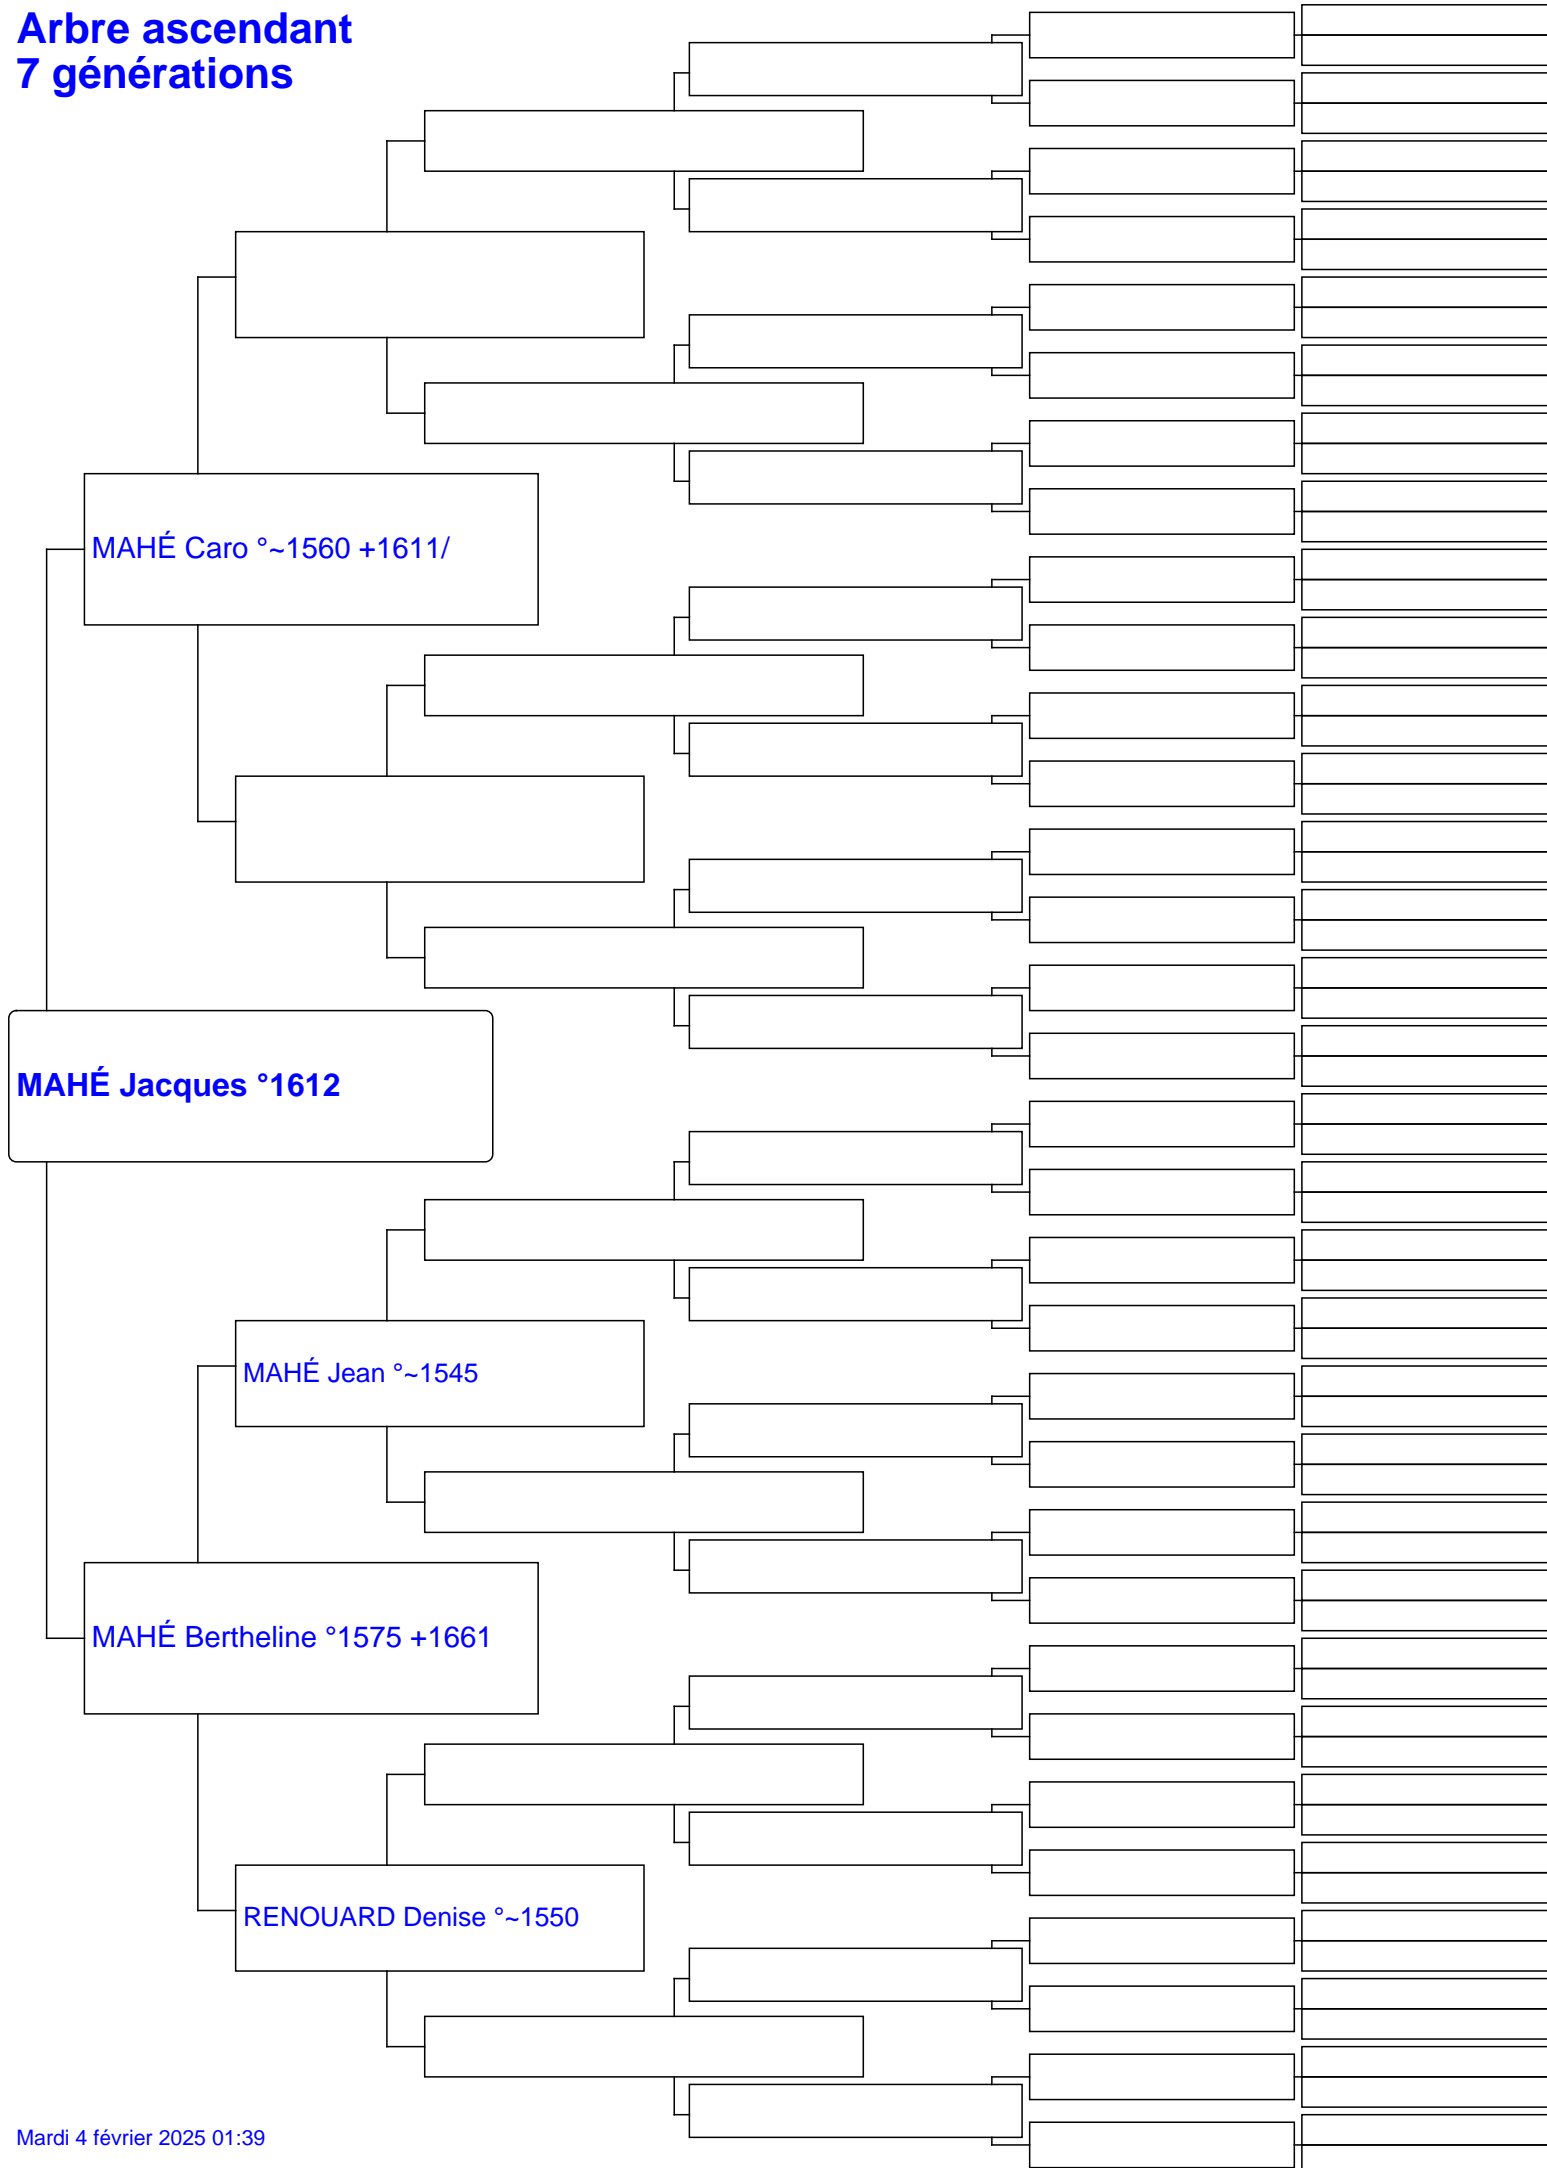 Arbre ascendant
7 générations
MAHÉ Caro °~1560 +1611/
MAHÉ Jacques °1612
MAHÉ Jean °~1545
MAHÉ Bertheline °1575 +1661
RENOUARD Denise °~1550
Mardi 4 février 2025 01:39